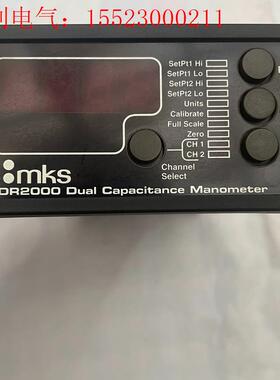 利电气：15523000211
SetPt1 Hi
SetPt1 Lo
SetPt2 Hi
SetPt2 Lo
Units
Calibrate
Full Scale
Zero
CH 1
CH 2
mks
Channel
Select
DR2000 Dual Capacitance Manometer